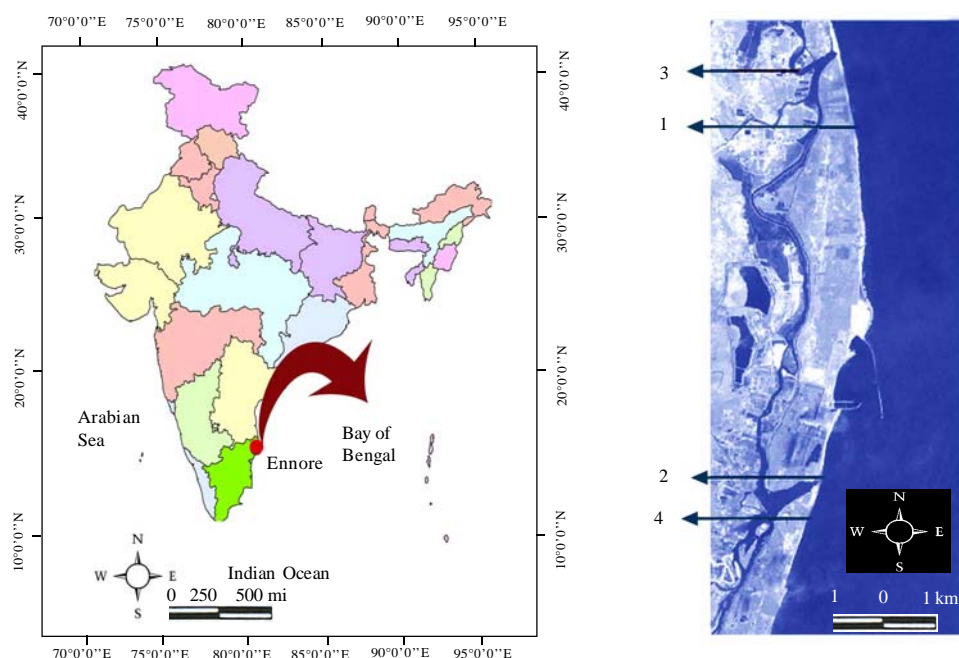 70°0'0''E 75°0'0''E 80°0'0''E 85°0'0''E 90°0'0''E 95°0'0''E
40°0'0''N
30°0'0''N
20°0'0''N
10°0'0''N
40°0'0''N
30°0'0''N
20°0'0''N
10°0'0''N
Arabian
Sea
Bay of
Bengal
Ennore
Indian Ocean
N
W E
S
0 250 500 mi
70°0'0''E 75°0'0''E 80°0'0''E 85°0'0''E 90°0'0''E 95°0'0''E
3
1
2
4
N
W E
S
1 0 1 km